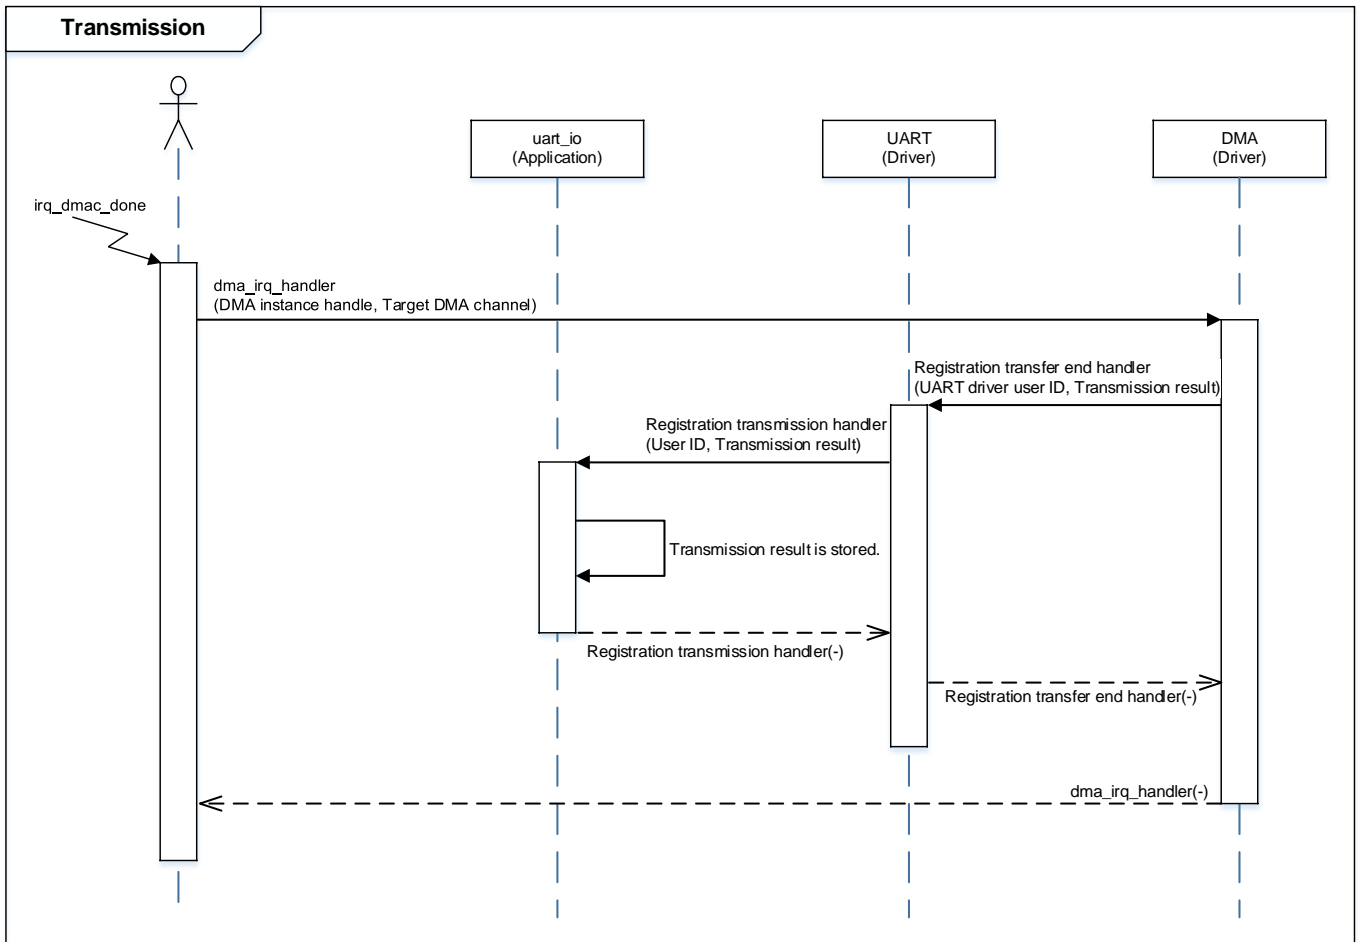 Transmission
uart_io
(Application)
UART
(Driver)
DMA
(Driver)
irq_dmac_done
dma_irq_handler
(DMA instance handle, Target DMA channel)
Registration transfer end handler
(UART driver user ID, Transmission result)
Registration transmission handler
(User ID, Transmission result)
Transmission result is stored.
Registration transmission handler(-)
Registration transfer end handler(-)
dma_irq_handler(-)